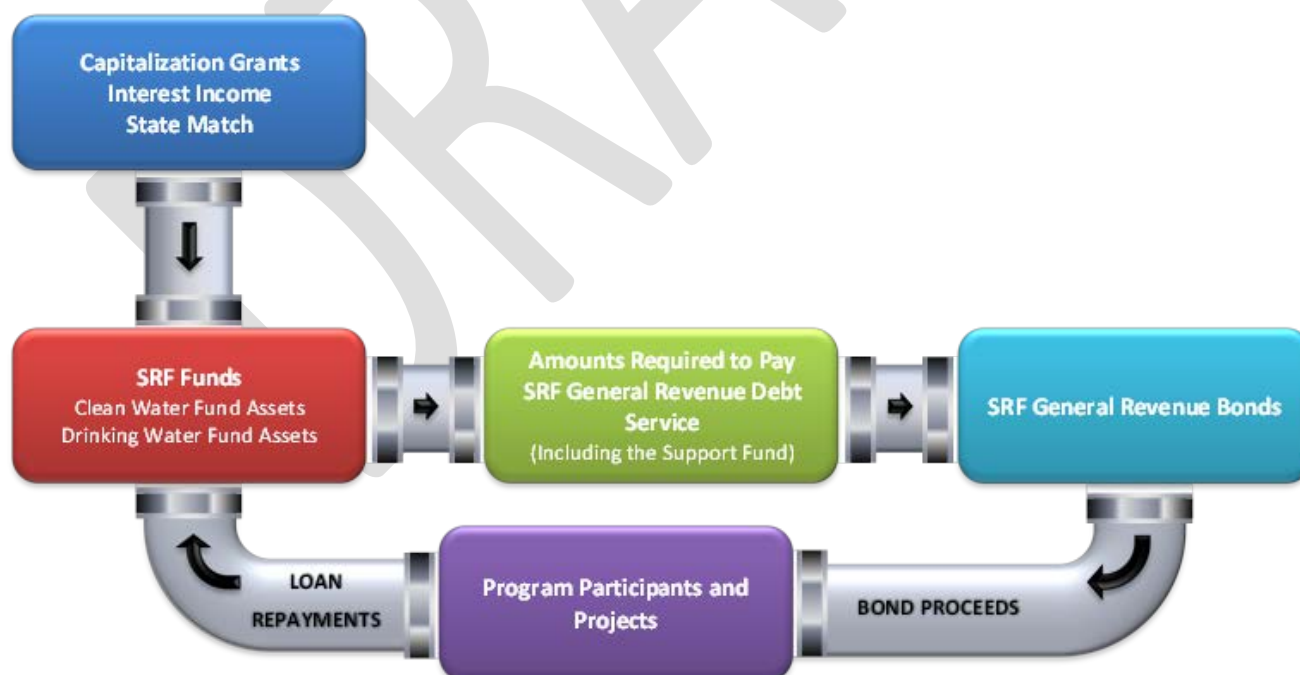 Capitalization Grants
Interest Income
State Match
SRF Funds
Clean Water Fund Assets
Drinking Water Fund Assets
Amounts Required to Pay
SRF General Revenue Debt
Service
(Including the Support Fund)
SRF General Revenue Bonds
LOAN
REPAYMENTS
Program Participants and
Projects
BOND PROCEEDS